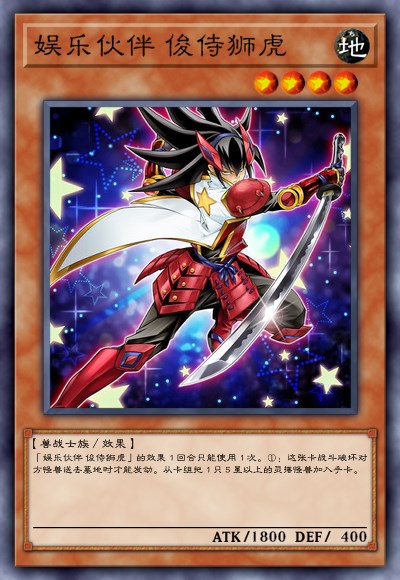 娱乐伙伴 俊侍狮虎
地
【兽战士族／效果】
「娱乐伙伴 俊侍狮虎」的效果１回合只能使用１次。①：这张卡战斗破坏对
方怪兽送去墓地时才能发动。从卡组把１只５星以上的灵摆怪兽加入手卡。
ATK/1800 DEF/ 400